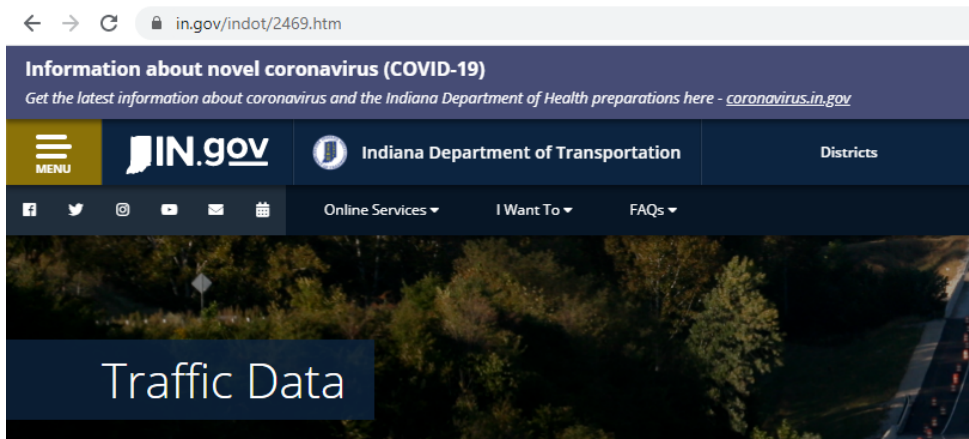 in.gov/indot/2469.htm
Information about novel coronavirus (COVID-19)
Get the latest information about coronavirus and the Indiana Department of Health preparations here - coronavirus.in.gov
MENU
IN.gov
Indiana Department of Transportation
Districts
Online Services
I Want To
FAQs
Traffic Data